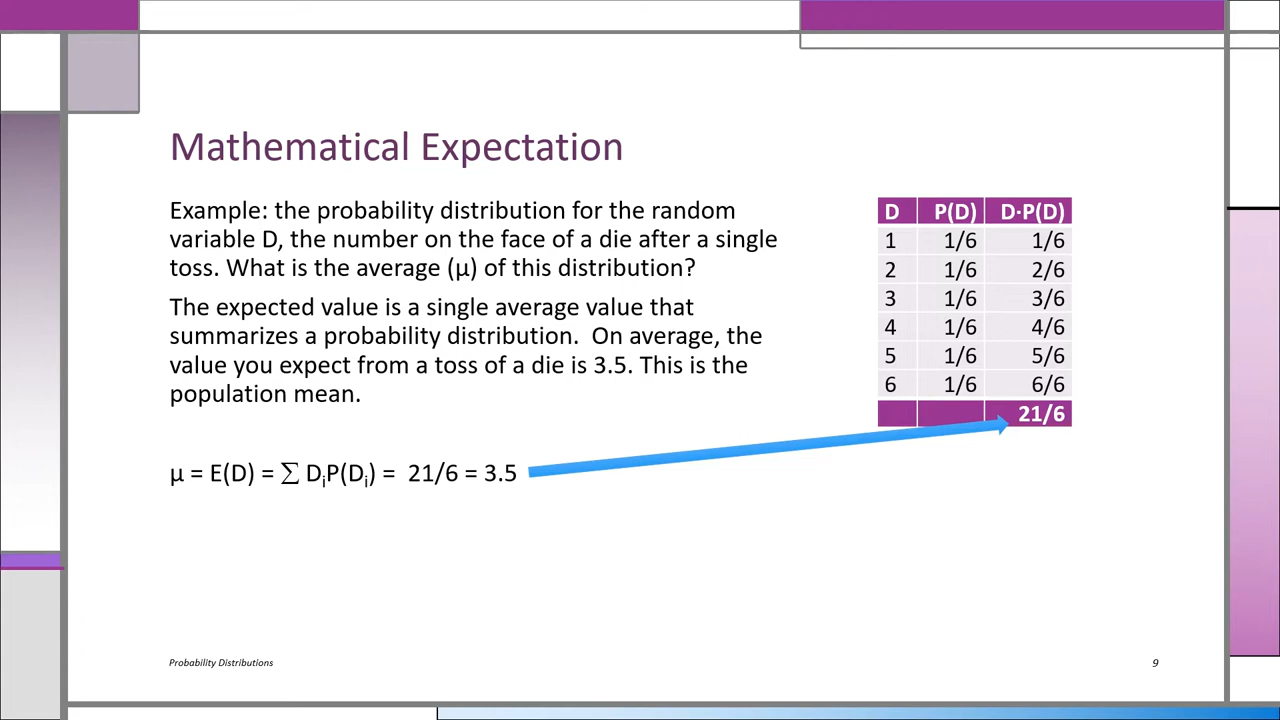 Mathematical Expectation
Example: the probability distribution for the random
variable D, the number on the face of a die after a single
toss. What is the average (µ) of this distribution?
The expected value is a single average value that
summarizes a probability distribution.  On average, the
value you expect from a toss of a die is 3.5. This is the
population mean.
µ = E(D) = ∑ DᵢP(Dᵢ) =  21/6 = 3.5
D P(D) D·P(D)
1 1/6 1/6
2 1/6 2/6
3 1/6 3/6
4 1/6 4/6
5 1/6 5/6
6 1/6 6/6
21/6
Probability Distributions
9